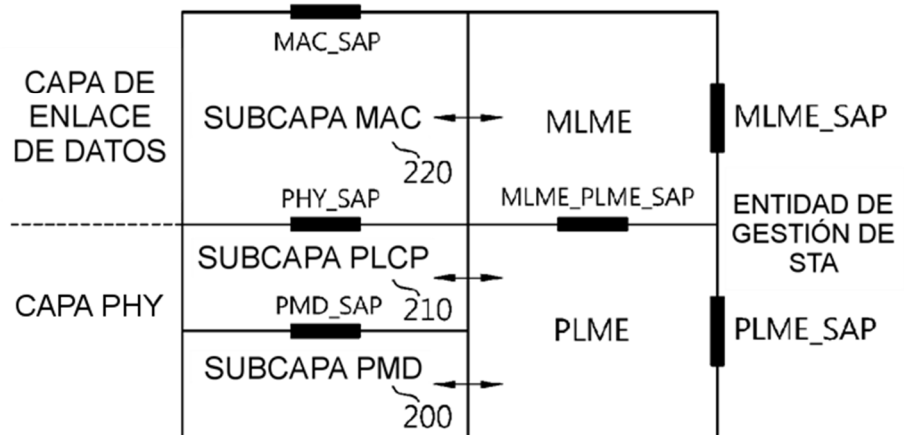 MAC_SAP
CAPA DE
ENLACE
DE DATOS
SUBCAPA MAC
220
MLME
MLME_SAP
PHY_SAP
MLME_PLME_SAP
ENTIDAD DE
GESTIÓN DE
STA
SUBCAPA PLCP
210
CAPA PHY
PMD_SAP
PLME
PLME_SAP
SUBCAPA PMD
200